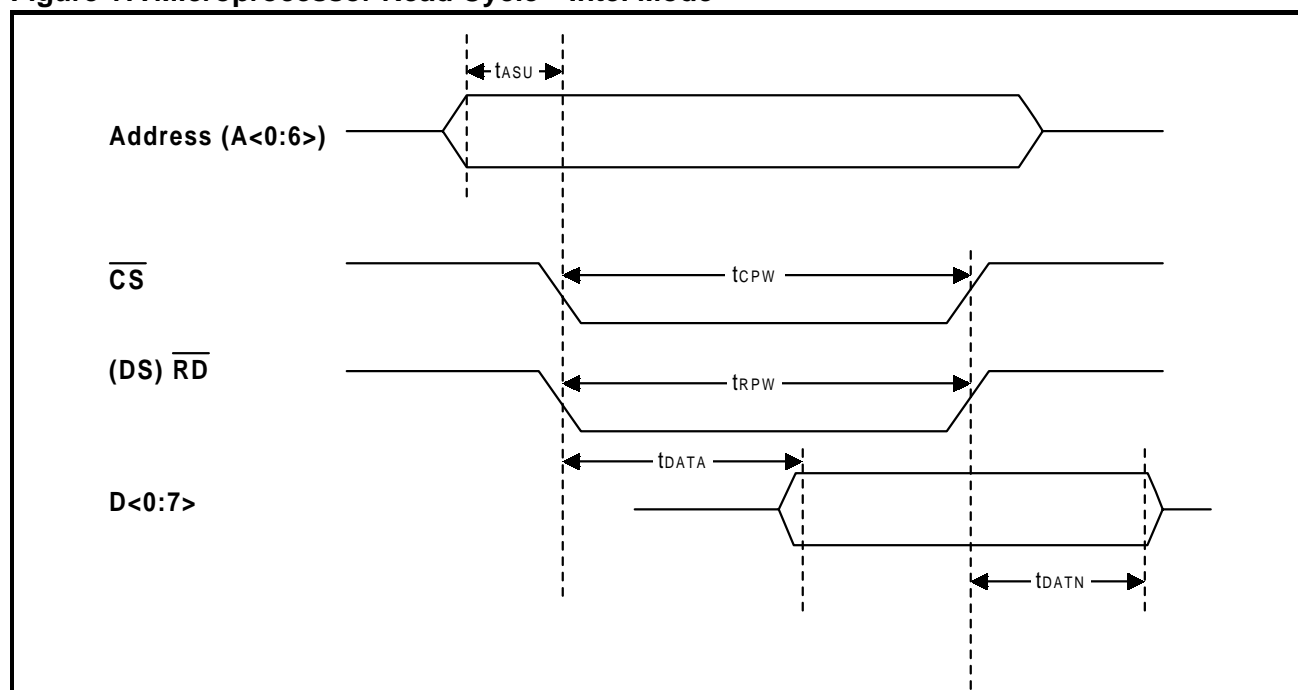 tASU
Address (A<0:6>)
CS
tCPW
(DS) RD
tRPW
tDATA
D<0:7>
tDATN